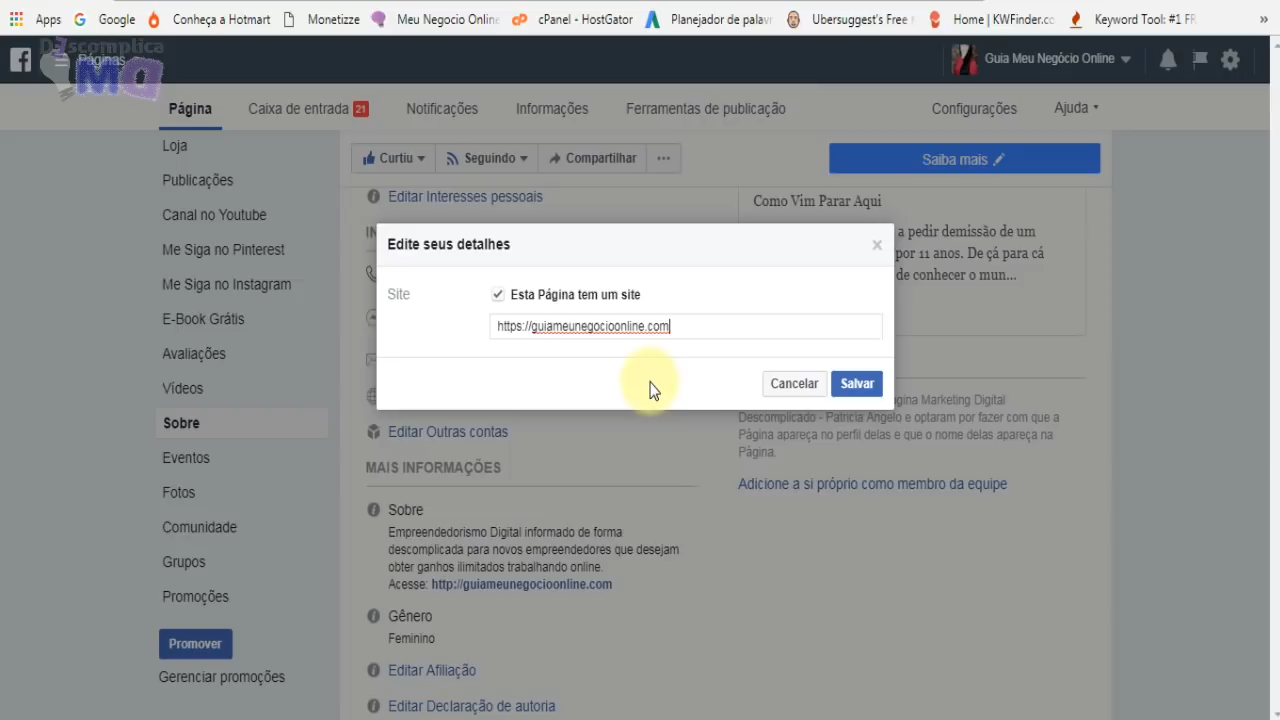 Apps Google Conheça a Hotmart Monetizze Meu Negocio Online cPanel - HostGator Planejador de palav Ubersuggest's Free Home | KWFinder.co Keyword Tool: #1 FR »
Descomplica
MD
Páginas
Guia Meu Negócio Online
Página Caixa de entrada 21 Notificações Informações Ferramentas de publicação Configurações Ajuda
Loja
Publicações
Canal no Youtube
Me Siga no Pinterest
Me Siga no Instagram
E-Book Grátis
Avaliações
Vídeos
Sobre
Eventos
Fotos
Comunidade
Grupos
Promoções
Promover
Gerenciar promoções
Curtiu Seguindo Compartilhar ... Saiba mais
Editar Interesses pessoais
Como Vim Parar Aqui
a pedir demissão de um
por 11 anos. De çá para cá
de conhecer o mun...
Edite seus detalhes
×
Site
Esta Página tem um site
https://guiameunegocioonline.com
Cancelar Salvar
Editar Outras contas
MAIS INFORMAÇÕES
Sobre
Empreendedorismo Digital informado de forma
descomplicada para novos empreendedores que desejam
obter ganhos ilimitados trabalhando online.
Acesse: http://guiameunegocioonline.com
Gênero
Feminino
Editar Afiliação
Editar Declaração de autoria
Marketing Digital
Descomplicado - Patricia Angelo e optaram por fazer com que a
Página apareça no perfil delas e que o nome delas apareça na
Página.
Adicione a si próprio como membro da equipe